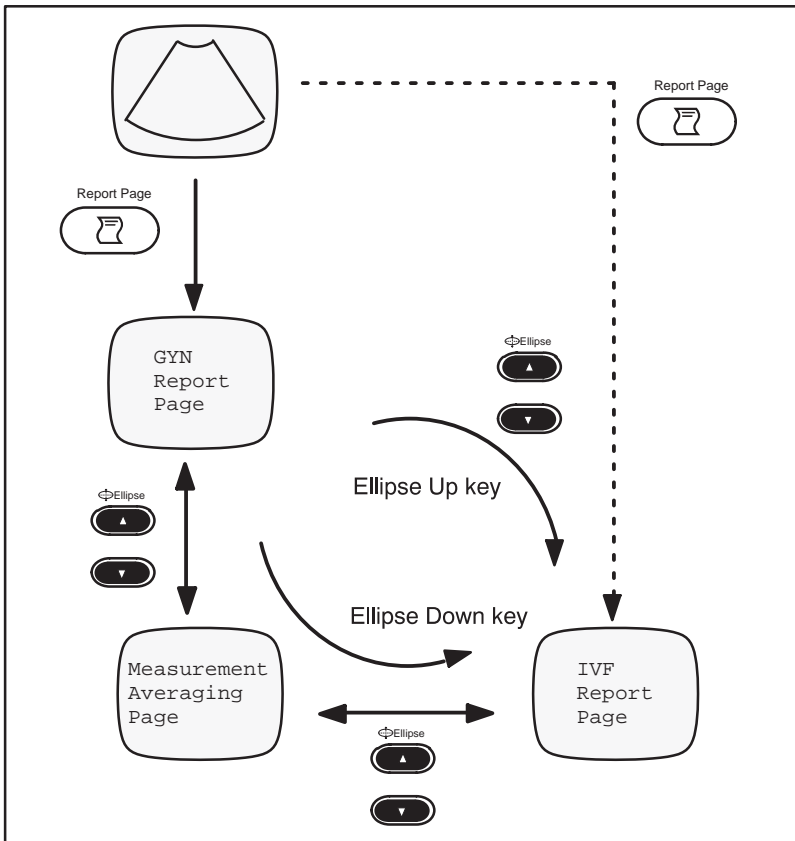 Report Page
Report Page
GYN
Report
Page
Ellipse
Ellipse Up key
Ellipse
Ellipse Down key
Measurement
Averaging
Page
IVF
Report
Page
Ellipse